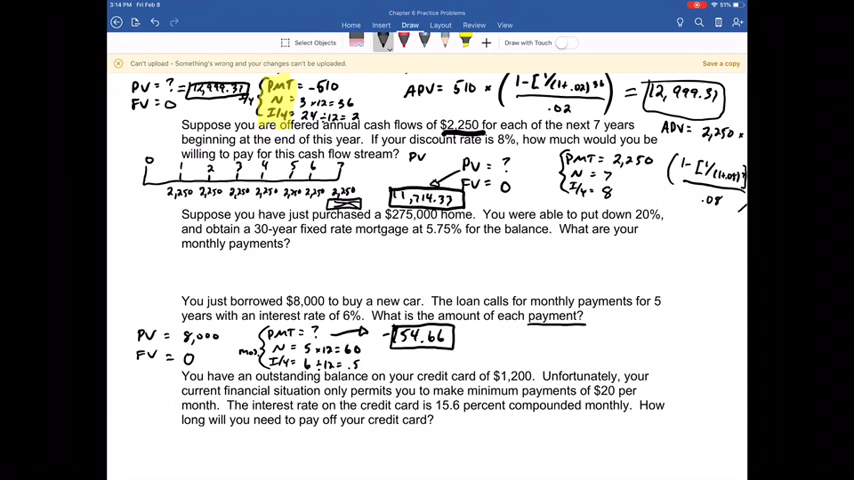 3:14 PM Fri Feb 8
51%
Home Insert Draw Layout Review View
Select Objects
Draw with Touch
Can't upload - Something's wrong and your changes can't be uploaded.
Save a copy
PV = ? = 12,999.37
FV = 0
PMT = -510
N = 3 x12= 36
I/Y = 24 ÷12= 2
APV = 510 x (1-[1/(1+.02)36 / .02) = 12,999.37
Suppose you are offered annual cash flows of $2,250 for each of the next 7 years
beginning at the end of this year. If your discount rate is 8%, how much would you be
willing to pay for this cash flow stream?
APV = 2,250 x
0 1 2 3 4 5 6 7
2,250 2,250 2,250 2,250 2,250 2,250 2,250
PV
PV = ?
FV = 0
11,714.37
PMT = 2,250
N = 7
I/Y = 8
(1-[1/(1+.08)7
.08
Suppose you have just purchased a $275,000 home. You were able to put down 20%,
and obtain a 30-year fixed rate mortgage at 5.75% for the balance. What are your
monthly payments?
You just borrowed $8,000 to buy a new car. The loan calls for monthly payments for 5
years with an interest rate of 6%. What is the amount of each payment?
PV = 8,000
FV = 0
mo.
PMT = ? → -154.66
N = 5 x12= 60
I/Y = 6 ÷12= .5
You have an outstanding balance on your credit card of $1,200. Unfortunately, your
current financial situation only permits you to make minimum payments of $20 per
month. The interest rate on the credit card is 15.6 percent compounded monthly. How
long will you need to pay off your credit card?